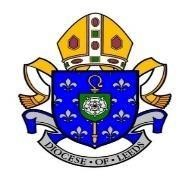 DIOCESE • OF • LEEDS